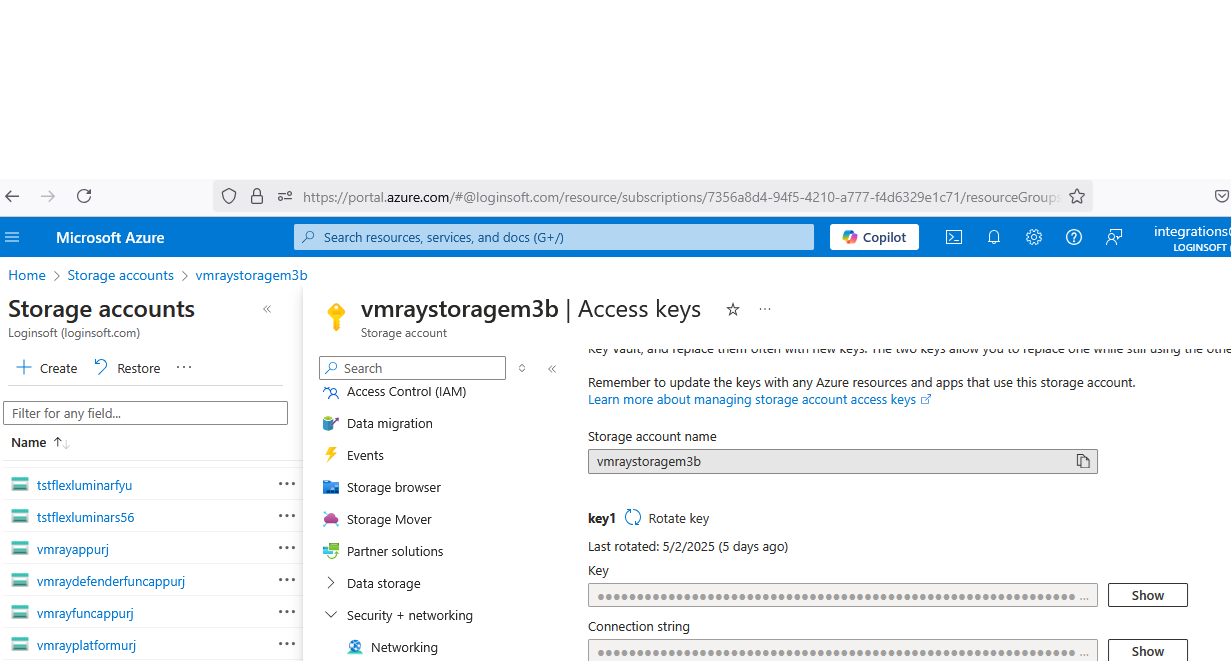 https://portal.azure.com/#@loginsoft.com/resource/subscriptions/7356a8d4-94f5-4210-a777-f4d6329e1c71/resourceGroups
Microsoft Azure
Search resources, services, and docs (G+/)
Copilot
integrations@
LOGINSOFT
Home > Storage accounts > vmraystoragem3b
Storage accounts
«
Loginsoft (loginsoft.com)
Create
Restore
...
Filter for any field...
Name ↑↓
tstflexluminarfyu
tstflexluminars56
vmrayappurj
vmraydefenderfuncappurj
vmrayfuncappurj
vmrayplatformurj
vmraystoragem3b | Access keys
...
Storage account
Search
«
Access Control (IAM)
Data migration
Events
Storage browser
Storage Mover
Partner solutions
Data storage
Security + networking
Networking
Key Vault, and replace them often with new keys. The two keys allow you to replace one while still using the othe
Remember to update the keys with any Azure resources and apps that use this storage account.
Learn more about managing storage account access keys
Storage account name
vmraystoragem3b
key1
Rotate key
Last rotated: 5/2/2025 (5 days ago)
Key
Show
Connection string
Show